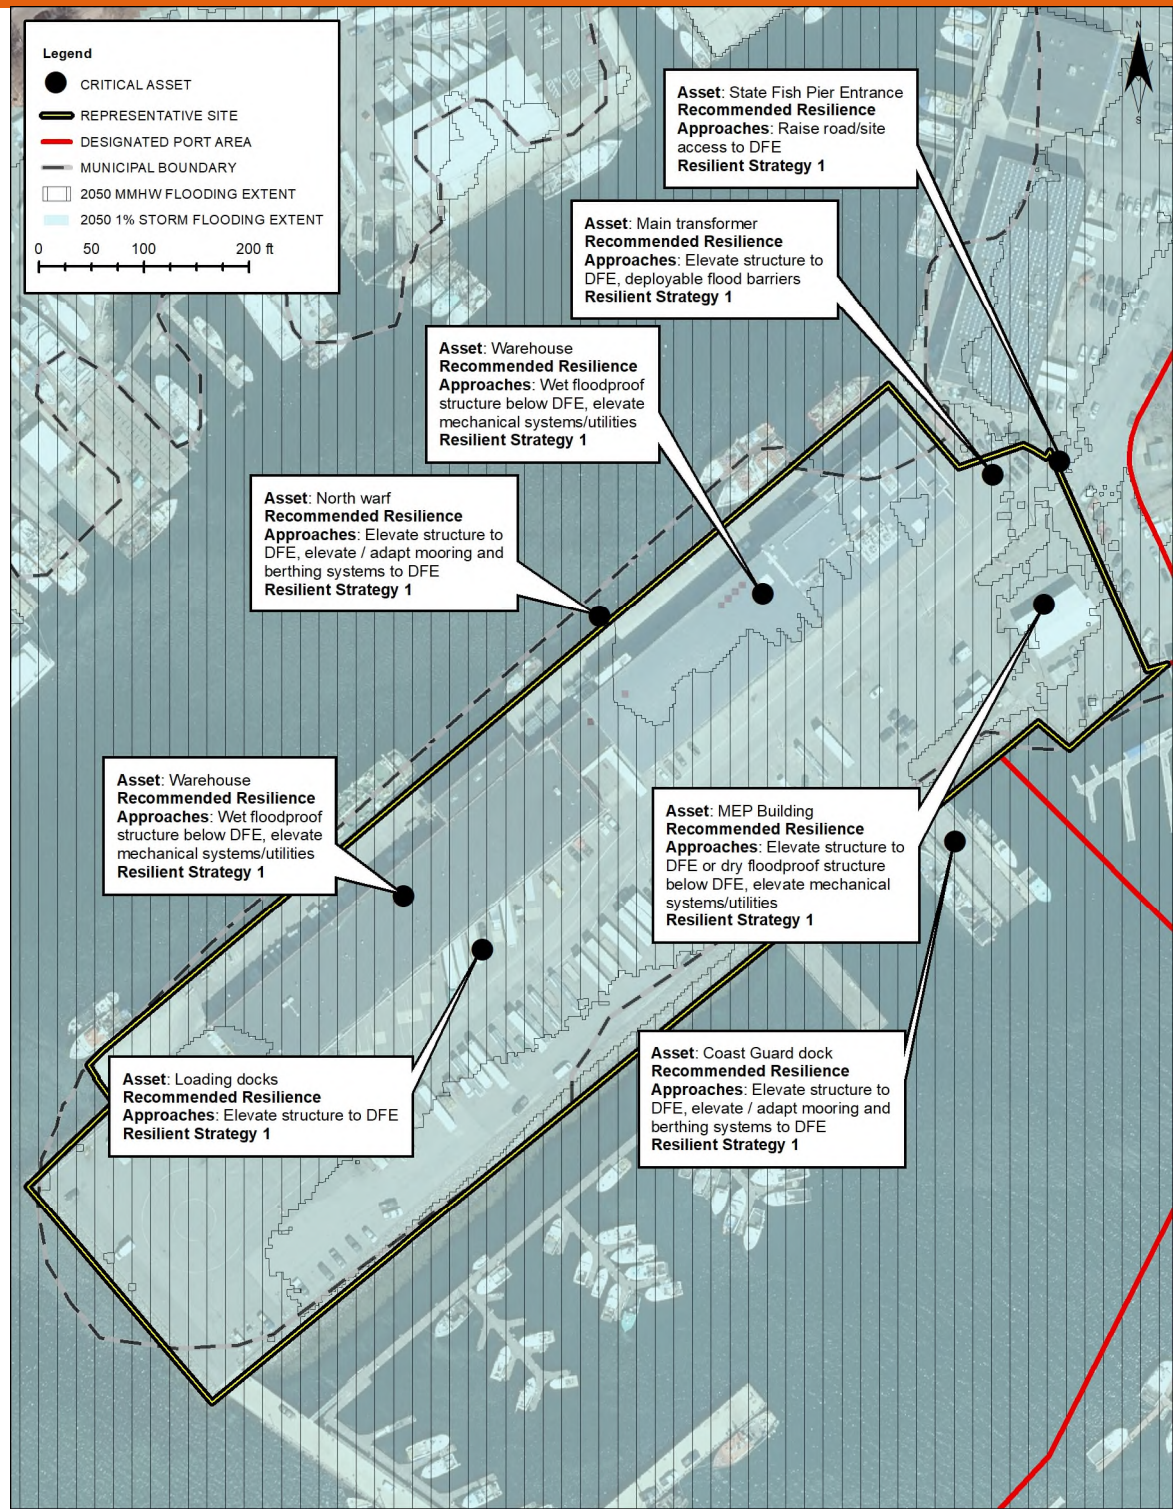 Legend
CRITICAL ASSET
REPRESENTATIVE SITE
DESIGNATED PORT AREA
MUNICIPAL BOUNDARY
2050 MMHW FLOODING EXTENT
2050 1% STORM FLOODING EXTENT
0 50 100 200 ft
N
S
Asset: State Fish Pier Entrance
Recommended Resilience
Approaches: Raise road/site
access to DFE
Resilient Strategy 1
Asset: Main transformer
Recommended Resilience
Approaches: Elevate structure to
DFE, deployable flood barriers
Resilient Strategy 1
Asset: Warehouse
Recommended Resilience
Approaches: Wet floodproof
structure below DFE, elevate
mechanical systems/utilities
Resilient Strategy 1
Asset: North warf
Recommended Resilience
Approaches: Elevate structure to
DFE, elevate / adapt mooring and
berthing systems to DFE
Resilient Strategy 1
Asset: Warehouse
Recommended Resilience
Approaches: Wet floodproof
structure below DFE, elevate
mechanical systems/utilities
Resilient Strategy 1
Asset: MEP Building
Recommended Resilience
Approaches: Elevate structure to
DFE or dry floodproof structure
below DFE, elevate mechanical
systems/utilities
Resilient Strategy 1
Asset: Loading docks
Recommended Resilience
Approaches: Elevate structure to DFE
Resilient Strategy 1
Asset: Coast Guard dock
Recommended Resilience
Approaches: Elevate structure to
DFE, elevate / adapt mooring and
berthing systems to DFE
Resilient Strategy 1